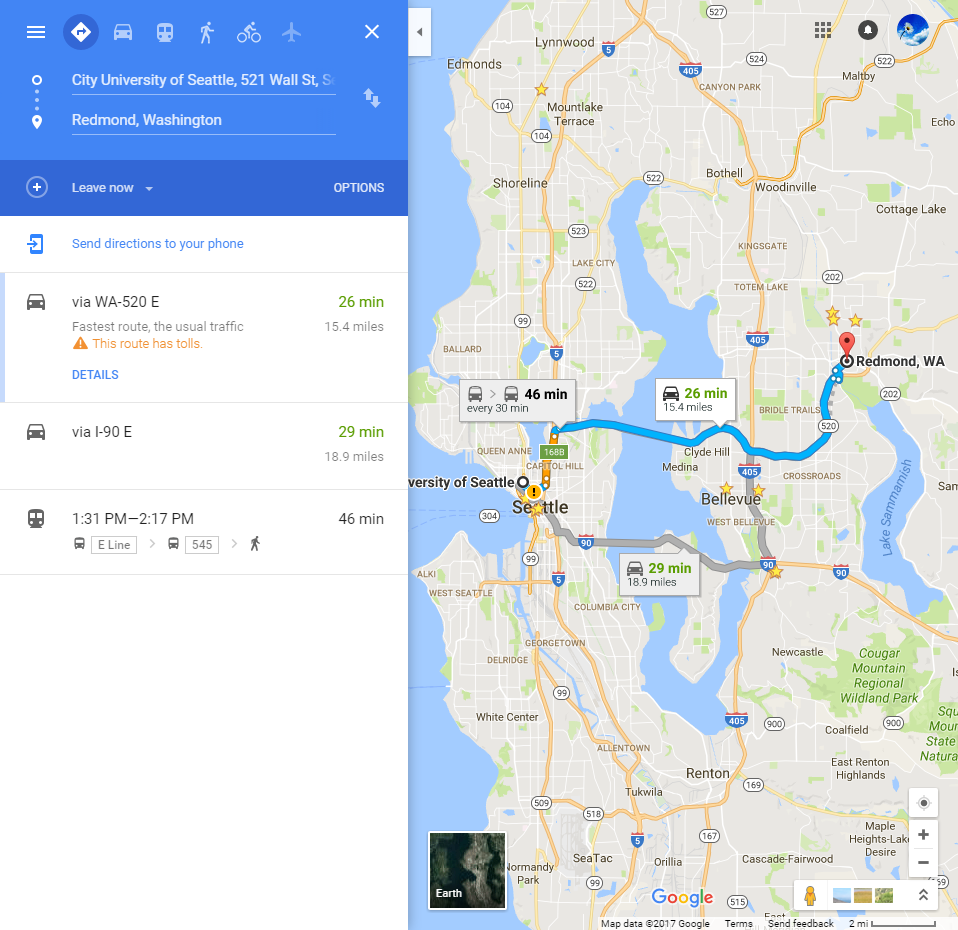 City University of Seattle, 521 Wall St, S
Redmond, Washington
Leave now
OPTIONS
Send directions to your phone
via WA-520 E
26 min
Fastest route, the usual traffic
15.4 miles
This route has tolls.
DETAILS
via I-90 E
29 min
18.9 miles
1:31 PM—2:17 PM
46 min
E Line
545
527
Lynnwood
5
Edmonds
405
524
522
Maltby
CANYON PARK
104
Mountlake
Terrace
Echo
104
522
Bothell
Shoreline
Woodinville
Cottage Lake
523
KINGSGATE
LAKE CITY
202
522
TOTEM LAKE
99
405
BALLARD
5
Redmond, WA
46 min
every 30 min
26 min
15.4 miles
202
BRIDLE TRAILS
520
QUEEN ANNE
168B
Clyde Hill
CAPITOL HILL
Medina
405
CROSSROADS
versity of Seattle
Sam
Bellevue
Seattle
304
WEST BELLEVUE
Lake Sammamish
90
99
90
90
29 min
18.9 miles
ALKI
5
WEST SEATTLE
COLUMBIA CITY
GEORGETOWN
Newcastle
DELRIDGE
Cougar
Mountain
Regional
Wildland Park
99
White Center
405
900
900
Squ
Moun
State
Natura
Coalfield
ALLENTOWN
East Renton
Highlands
Renton
169
Tukwila
509
518
5
167
Maple
Heights-Lake
Desire
SeaTac
Orillia
Cascade-Fairwood
Normandy
Park
99
169
Earth
Google
515
East
Map data ©2017 Google
Terms
Send feedback
2 mi